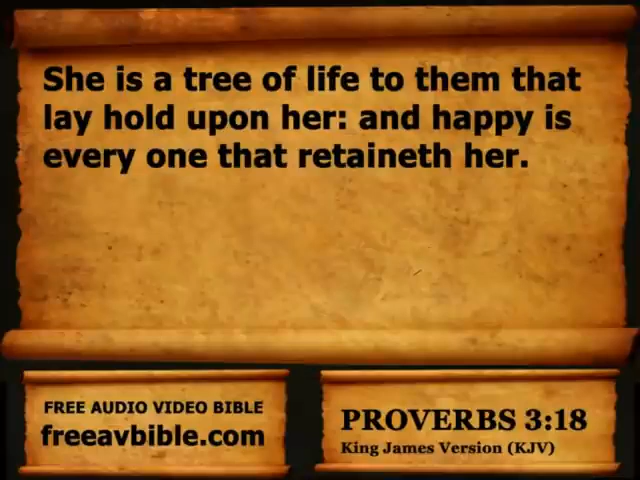 She is a tree of life to them that
lay hold upon her: and happy is
every one that retaineth her.
FREE AUDIO VIDEO BIBLE
freeavbible.com
PROVERBS 3:18
King James Version (KJV)